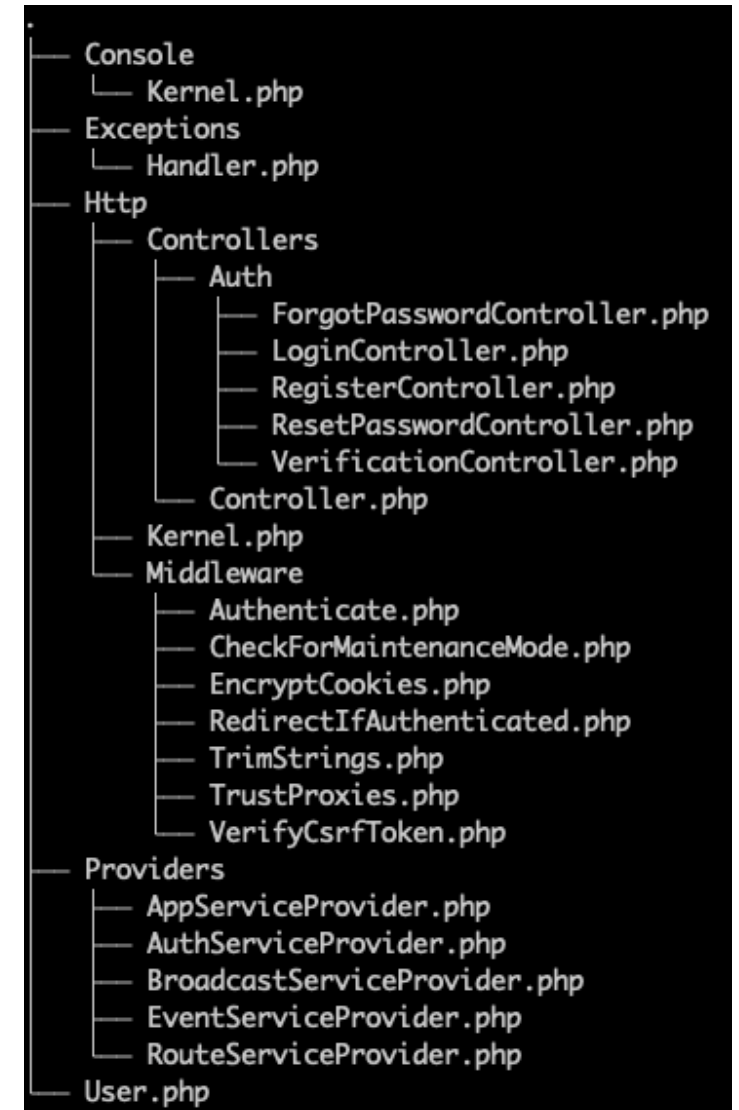 .
├── Console
│   └── Kernel.php
├── Exceptions
│   └── Handler.php
├── Http
│   ├── Controllers
│   │   ├── Auth
│   │   │   ├── ForgotPasswordController.php
│   │   │   ├── LoginController.php
│   │   │   ├── RegisterController.php
│   │   │   ├── ResetPasswordController.php
│   │   │   └── VerificationController.php
│   │   └── Controller.php
│   ├── Kernel.php
│   └── Middleware
│       ├── Authenticate.php
│       ├── CheckForMaintenanceMode.php
│       ├── EncryptCookies.php
│       ├── RedirectIfAuthenticated.php
│       ├── TrimStrings.php
│       ├── TrustProxies.php
│       └── VerifyCsrfToken.php
├── Providers
│   ├── AppServiceProvider.php
│   ├── AuthServiceProvider.php
│   ├── BroadcastServiceProvider.php
│   ├── EventServiceProvider.php
│   └── RouteServiceProvider.php
└── User.php